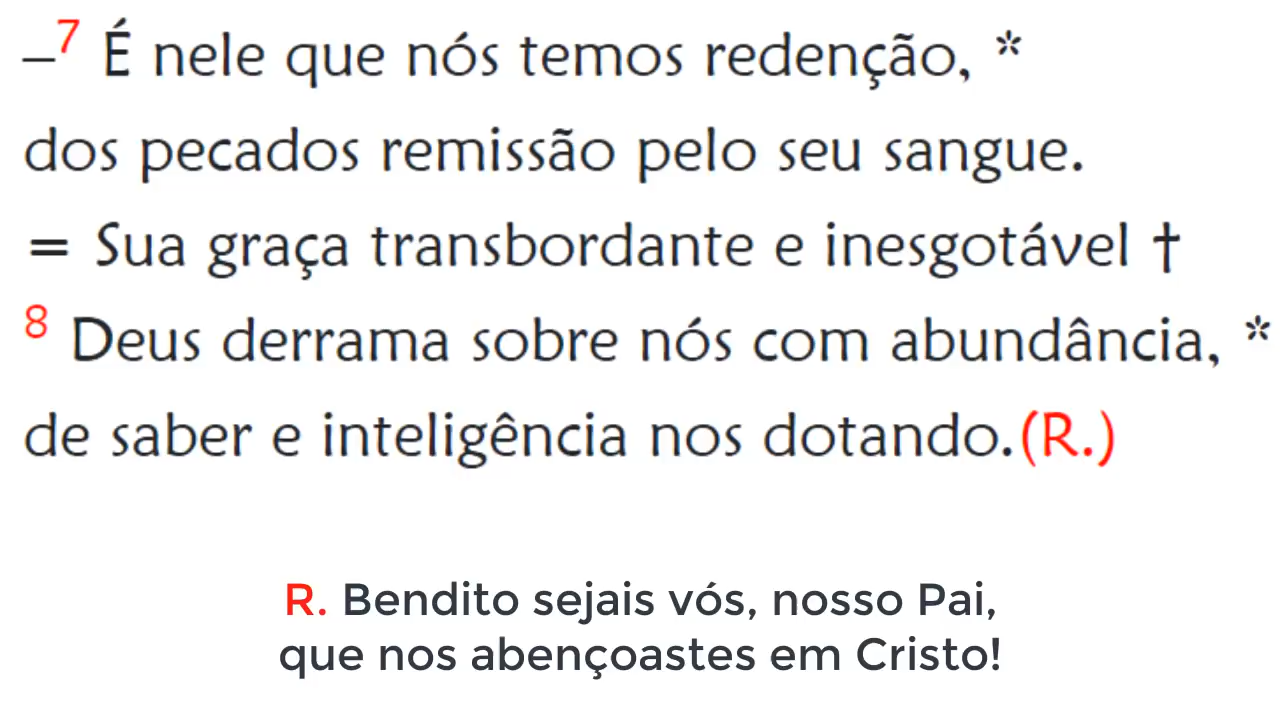 –7 É nele que nós temos redenção, *
dos pecados remissão pelo seu sangue.
= Sua graça transbordante e inesgotável †
8 Deus derrama sobre nós com abundância, *
de saber e inteligência nos dotando.(R.)
R. Bendito sejais vós, nosso Pai,
que nos abençoastes em Cristo!